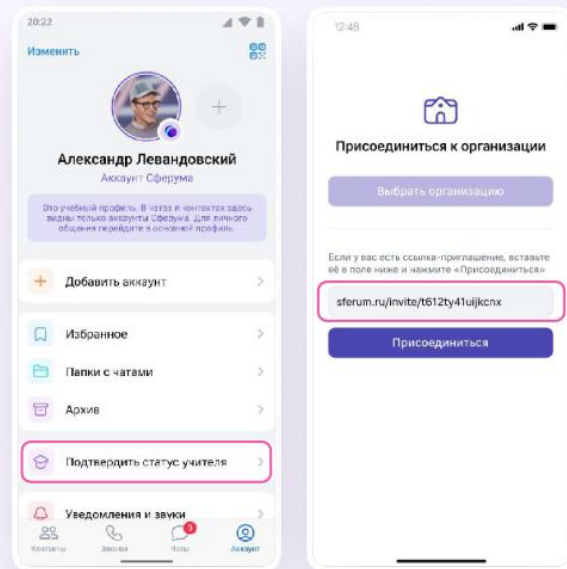 20:22
Изменить
Александр Левандовский
Аккаунт Сферума
Это учебный профиль. В чатах и контактах здесь
видны только аккаунты Сферума. Для личного
общения перейдите в основной профиль.
Добавить аккаунт
Избранное
Папки с чатами
Архив
Подтвердить статус учителя
Уведомления и звуки
3
Контакты
Звонки
Чаты
Аккаунт
12:48
Присоединиться к организации
Выбрать организацию
Если у вас есть ссылка-приглашение, вставьте
её в поле ниже и нажмите «Присоединиться»
sferum.ru/invite/t612ty41uijkcnx
Присоединиться